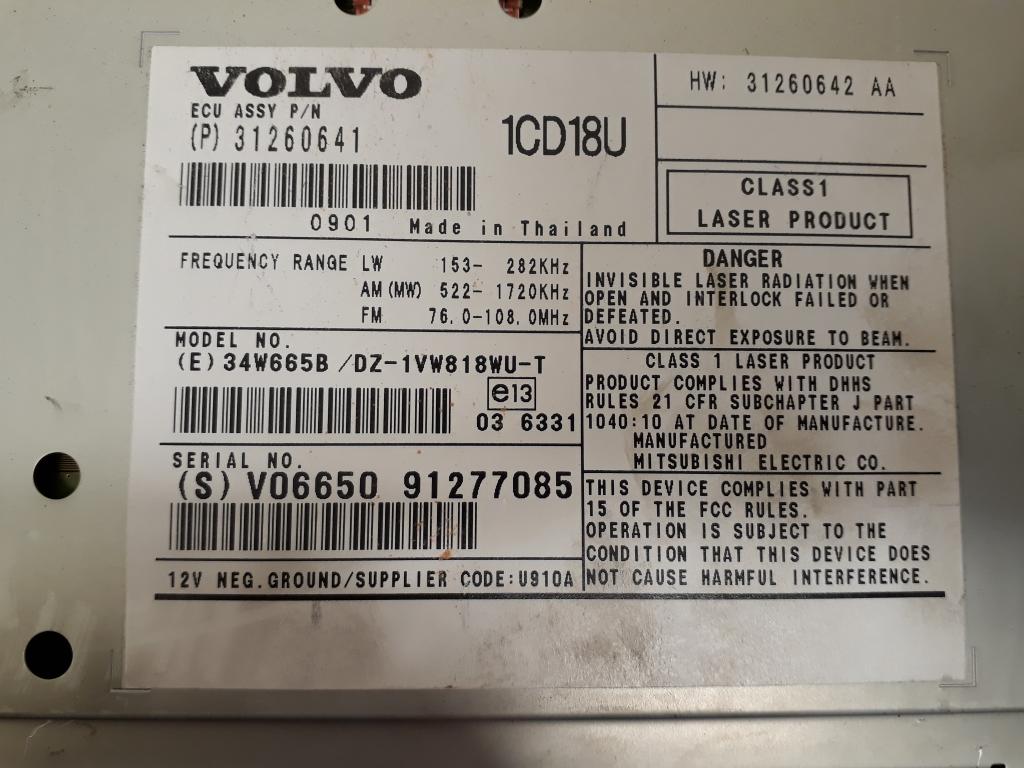 VOLVO
ECU ASSY P/N
(P) 31260641
1CD18U
0901 Made in Thailand
HW: 31260642 AA
CLASS1
LASER PRODUCT
FREQUENCY RANGE LW 153- 282KHz
AM (MW) 522- 1720KHz
FM 76.0-108.0MHz
MODEL NO.
(E) 34W665B /DZ-1VW818WU-T
e13
03 6331
SERIAL NO.
(S) V06650 91277085
12V NEG.GROUND/SUPPLIER CODE:U910A
DANGER
INVISIBLE LASER RADIATION WHEN
OPEN AND INTERLOCK FAILED OR
DEFEATED.
AVOID DIRECT EXPOSURE TO BEAM.
CLASS 1 LASER PRODUCT
PRODUCT COMPLIES WITH DHHS
RULES 21 CFR SUBCHAPTER J PART
1040:10 AT DATE OF MANUFACTURE.
MANUFACTURED
MITSUBISHI ELECTRIC CO.
THIS DEVICE COMPLIES WITH PART
15 OF THE FCC RULES.
OPERATION IS SUBJECT TO THE
CONDITION THAT THIS DEVICE DOES
NOT CAUSE HARMFUL INTERFERENCE.